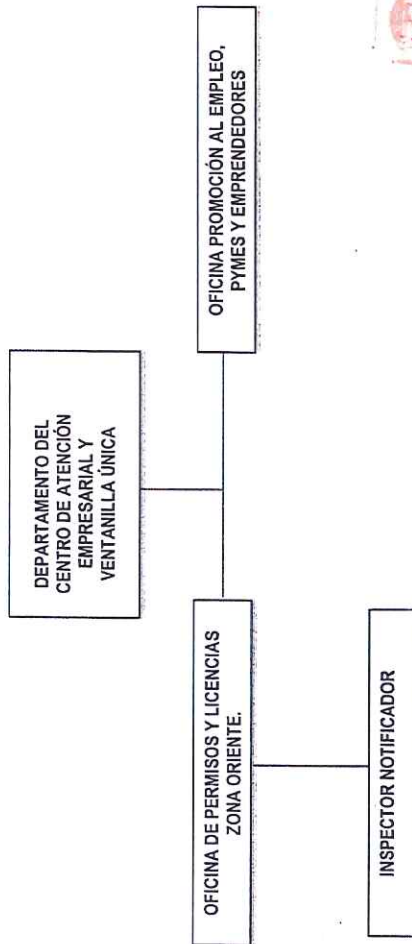 DEPARTAMENTO DEL
CENTRO DE ATENCIÓN
EMPRESARIAL Y
VENTANILLA ÚNICA
OFICINA DE PERMISOS Y LICENCIAS
ZONA ORIENTE.
OFICINA PROMOCIÓN AL EMPLEO,
PYMES Y EMPRENDEDORES
INSPECTOR NOTIFICADOR